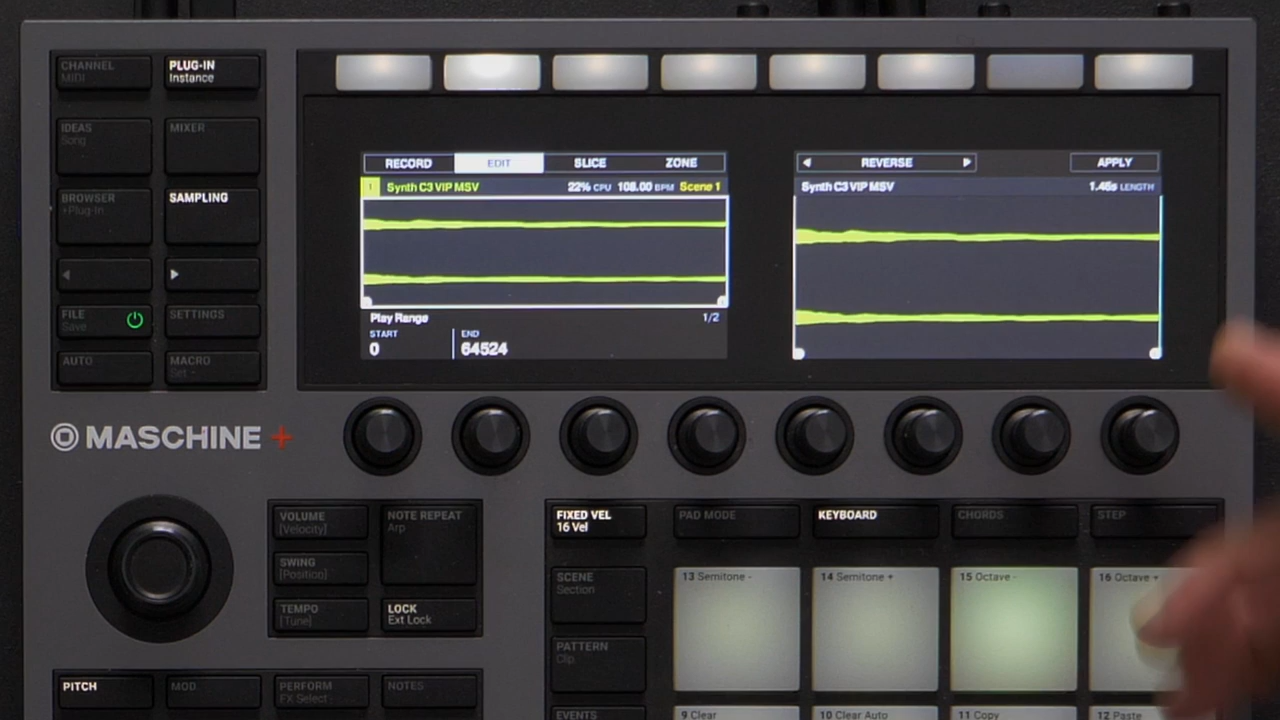 CHANNEL
MIDI
PLUG-IN
Instance
IDEAS
Song
MIXER
BROWSER
+Plug-In
SAMPLING
FILE
Save
SETTINGS
AUTO
MACRO
Set
RECORD EDIT SLICE ZONE
Synth C3 VIP MSV 22% CPU 108.00 BPM Scene 1
Play Range 1/2
START END
0 64524
REVERSE APPLY
Synth C3 VIP MSV 1.46s LENGTH
MASCHINE +
VOLUME
[Velocity]
NOTE REPEAT
Arp
SWING
[Position]
TEMPO
[Tune]
LOCK
Ext Lock
FIXED VEL
16 Vel
PAD MODE
KEYBOARD
CHORDS
STEP
SCENE
Section
PATTERN
Clip
EVENTS
13 Semitone -
14 Semitone +
15 Octave -
16 Octave +
PITCH
MOD
PERFORM
FX Select
NOTES
9 Clear
10 Clear Auto
11 Copy
12 Paste